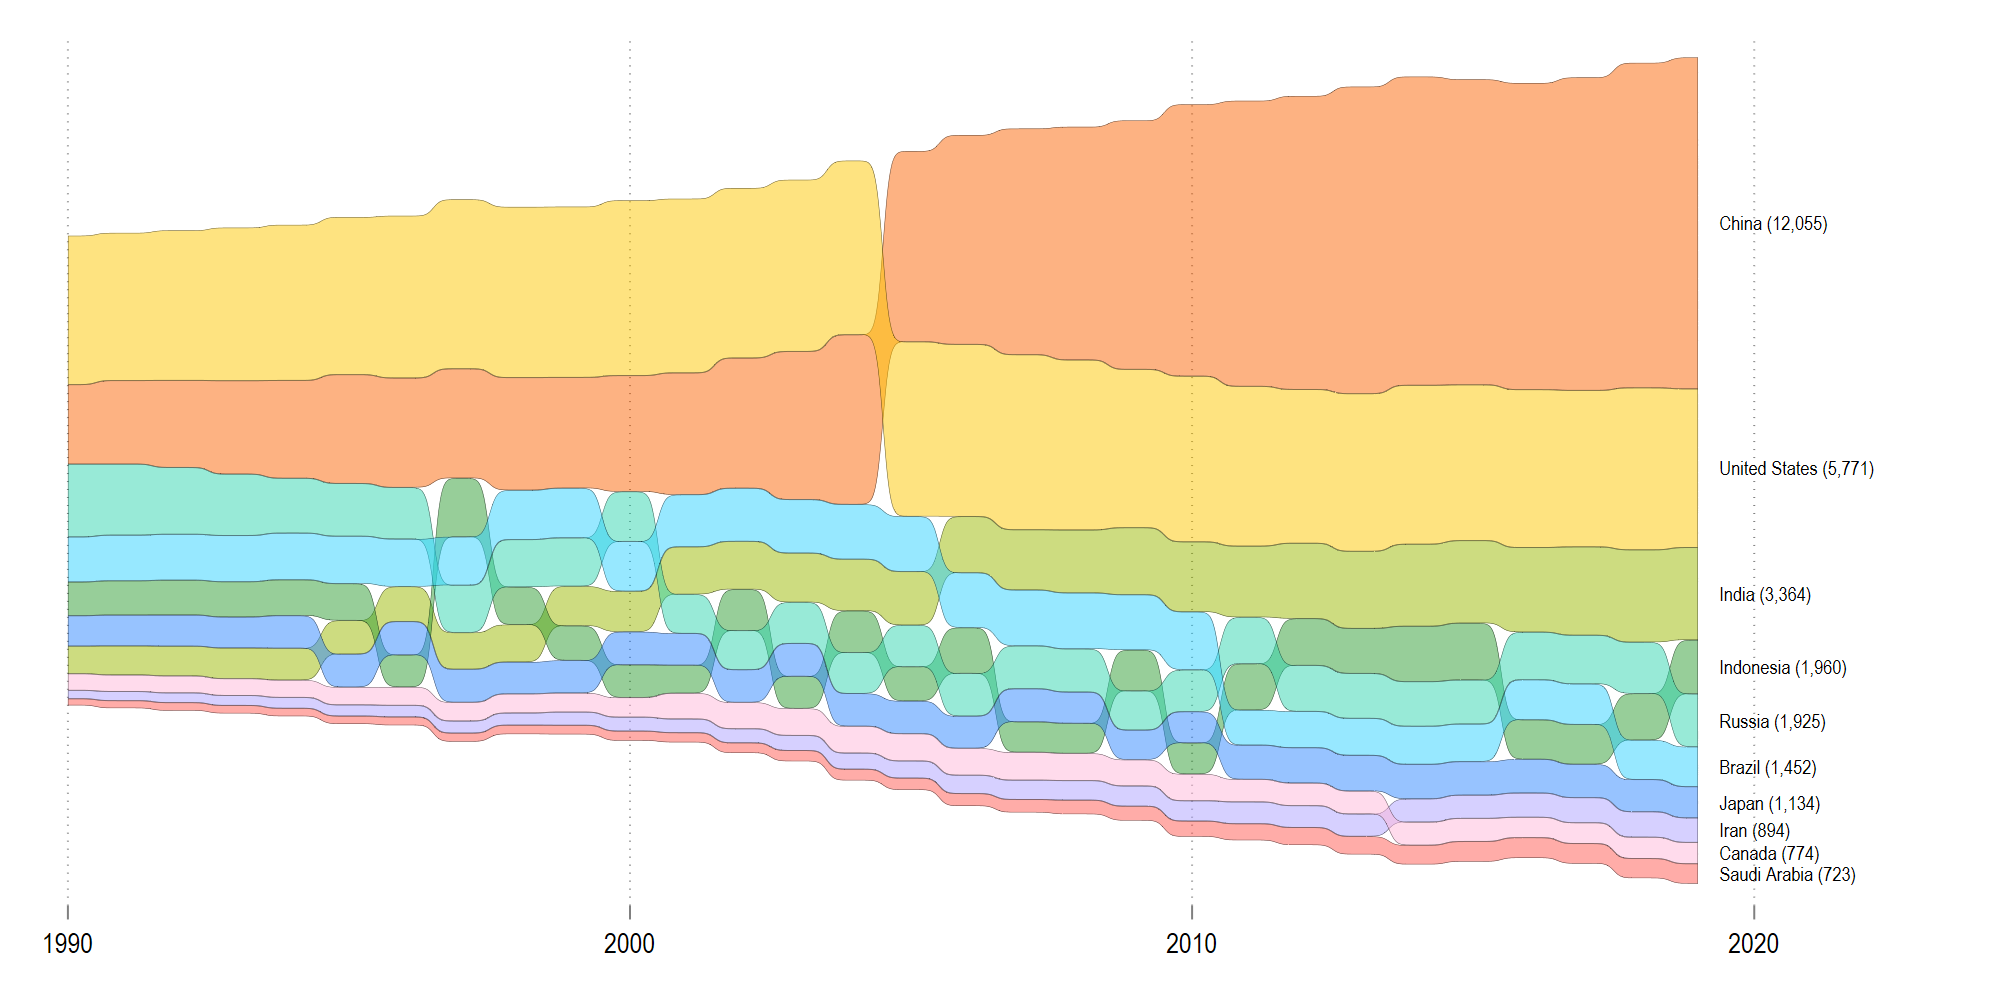 China (12,055)
United States (5,771)
India (3,364)
Indonesia (1,960)
Russia (1,925)
Brazil (1,452)
Japan (1,134)
Iran (894)
Canada (774)
Saudi Arabia (723)
1990 2000 2010 2020